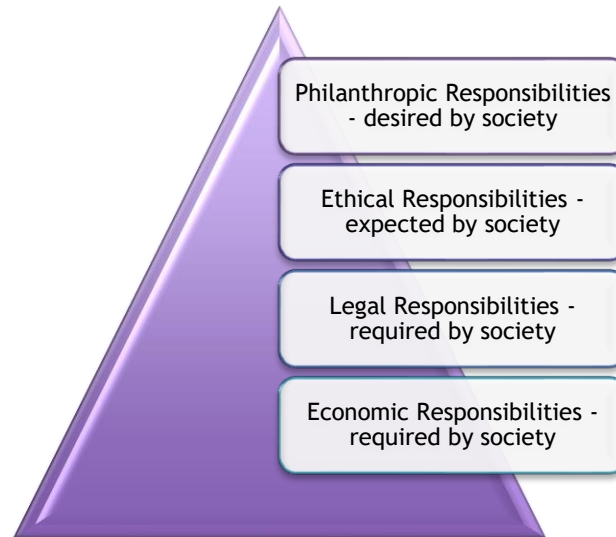 Philanthropic Responsibilities
- desired by society
Ethical Responsibilities -
expected by society
Legal Responsibilities -
required by society
Economic Responsibilities -
required by society